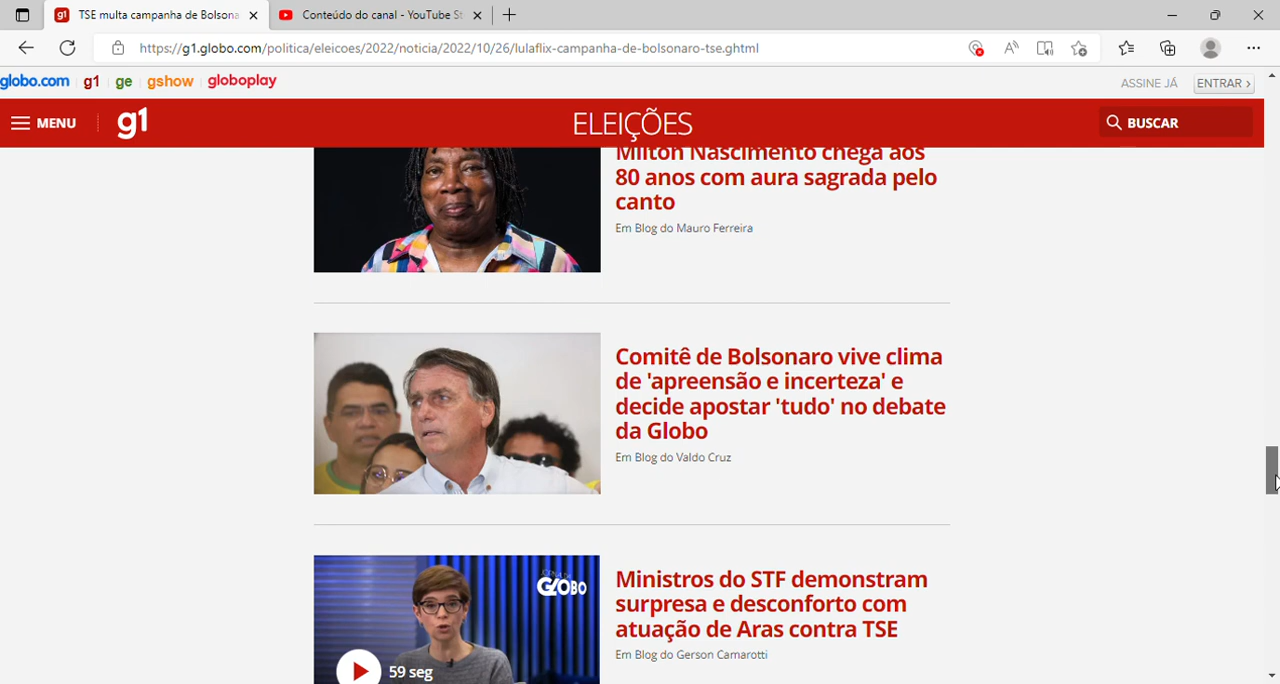 TSE multa campanha de Bolsona
Conteúdo do canal - YouTube St
https://g1.globo.com/politica/eleicoes/2022/noticia/2022/10/26/lulaflix-campanha-de-bolsonaro-tse.ghtml
globo.com g1 ge gshow globoplay
ASSINE JÁ ENTRAR ›
MENU g1 ELEIÇÕES BUSCAR
Milton Nascimento chega aos
80 anos com aura sagrada pelo
canto
Em Blog do Mauro Ferreira
Comitê de Bolsonaro vive clima
de 'apreensão e incerteza' e
decide apostar 'tudo' no debate
da Globo
Em Blog do Valdo Cruz
Ministros do STF demonstram
surpresa e desconforto com
atuação de Aras contra TSE
Em Blog do Gerson Camarotti
JORNAL DA
GLOBO
59 seg